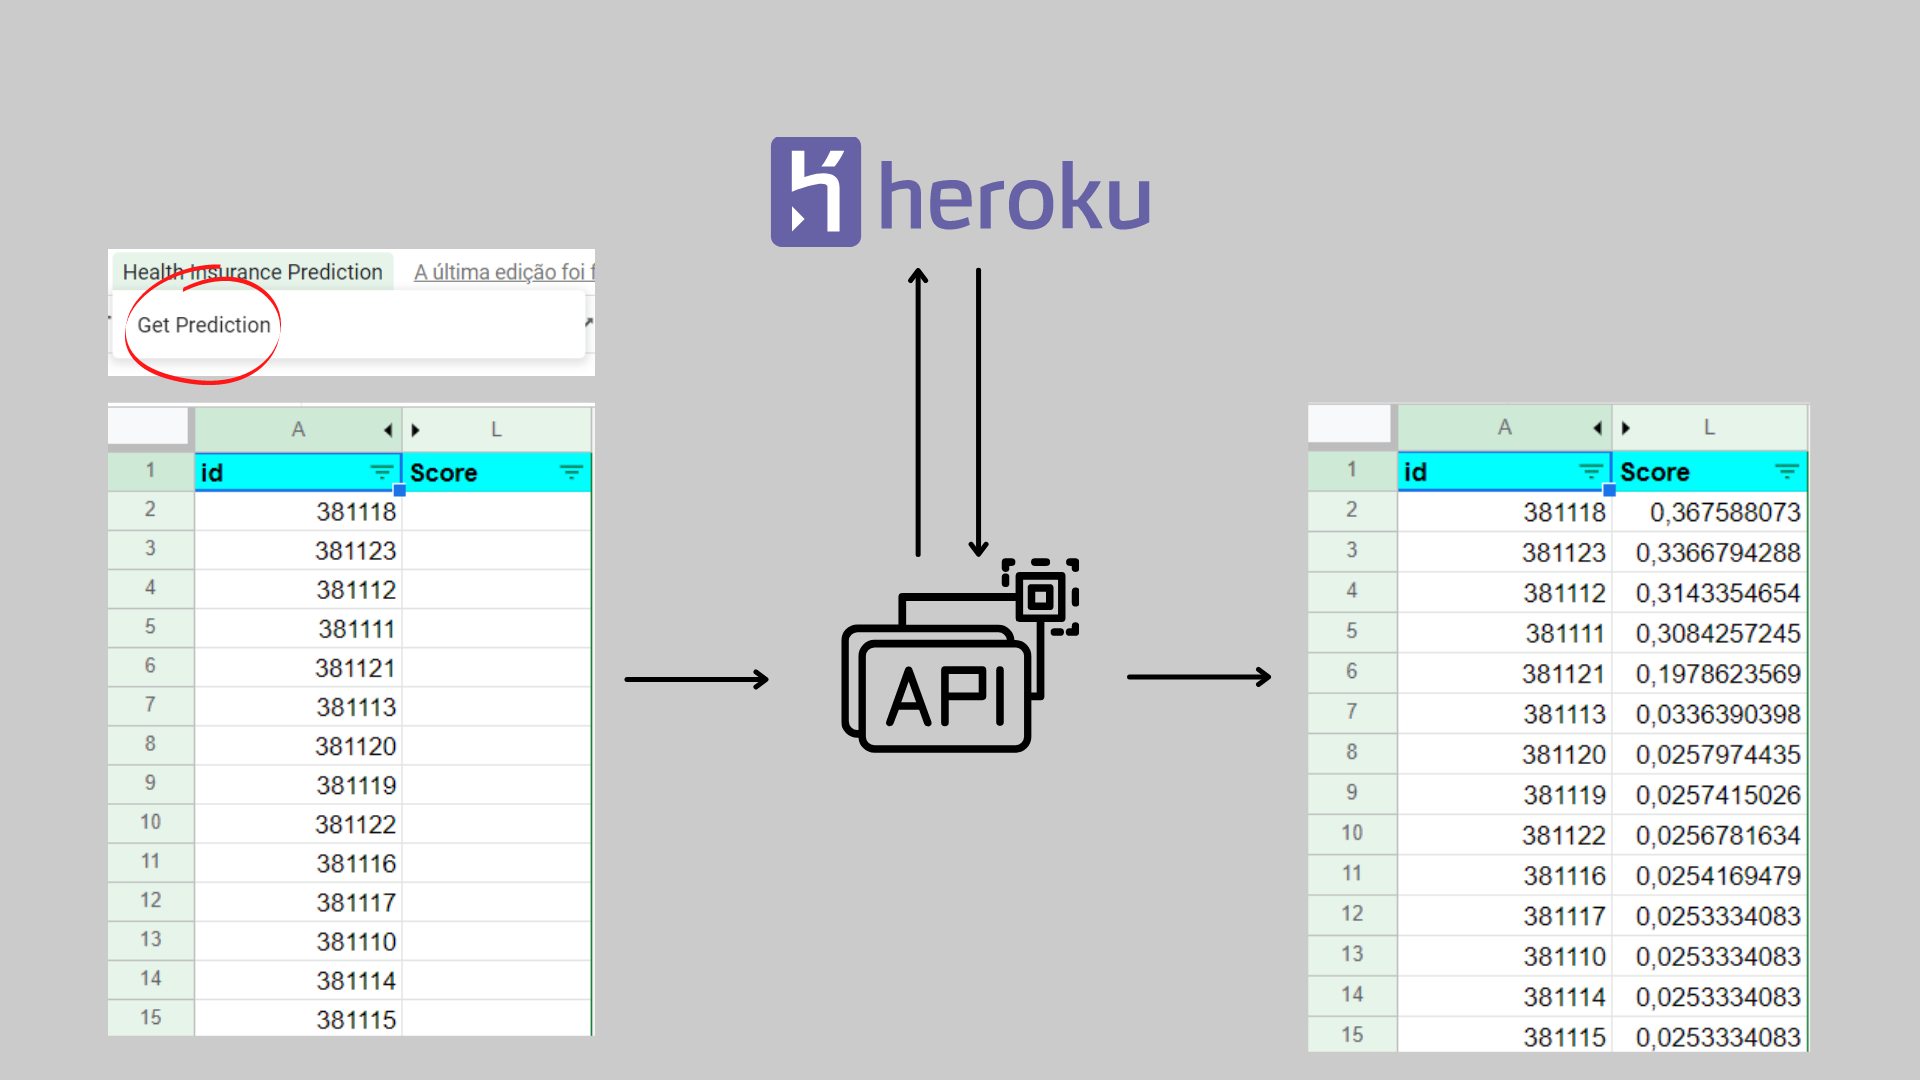 heroku
Health Insurance Prediction A última edição foi f
Get Prediction
A L
1 id Score
2 381118
3 381123
4 381112
5 381111
6 381121
7 381113
8 381120
9 381119
10 381122
11 381116
12 381117
13 381110
14 381114
15 381115
API
A L
1 id Score
2 381118 0,367588073
3 381123 0,3366794288
4 381112 0,3143354654
5 381111 0,3084257245
6 381121 0,1978623569
7 381113 0,0336390398
8 381120 0,0257974435
9 381119 0,0257415026
10 381122 0,0256781634
11 381116 0,0254169479
12 381117 0,0253334083
13 381110 0,0253334083
14 381114 0,0253334083
15 381115 0,0253334083